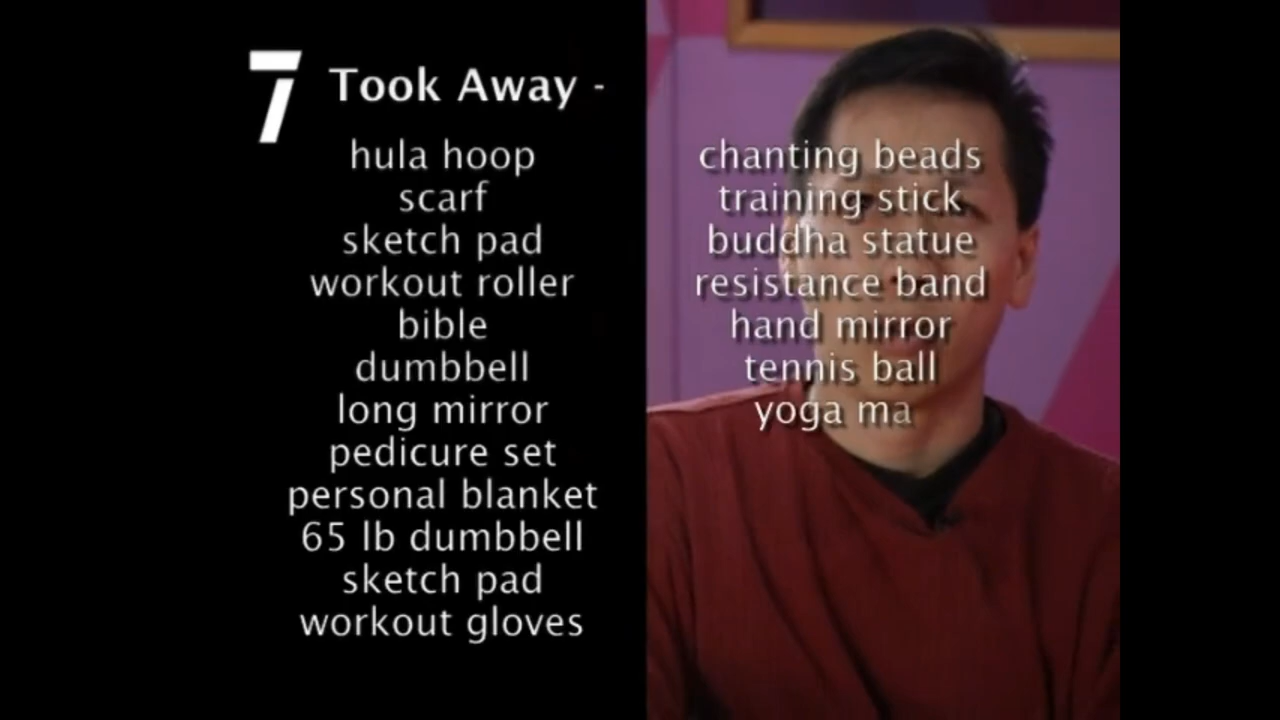 7 Took Away -
hula hoop
scarf
sketch pad
workout roller
bible
dumbbell
long mirror
pedicure set
personal blanket
65 lb dumbbell
sketch pad
workout gloves
chanting beads
training stick
buddha statue
resistance band
hand mirror
tennis ball
yoga ma